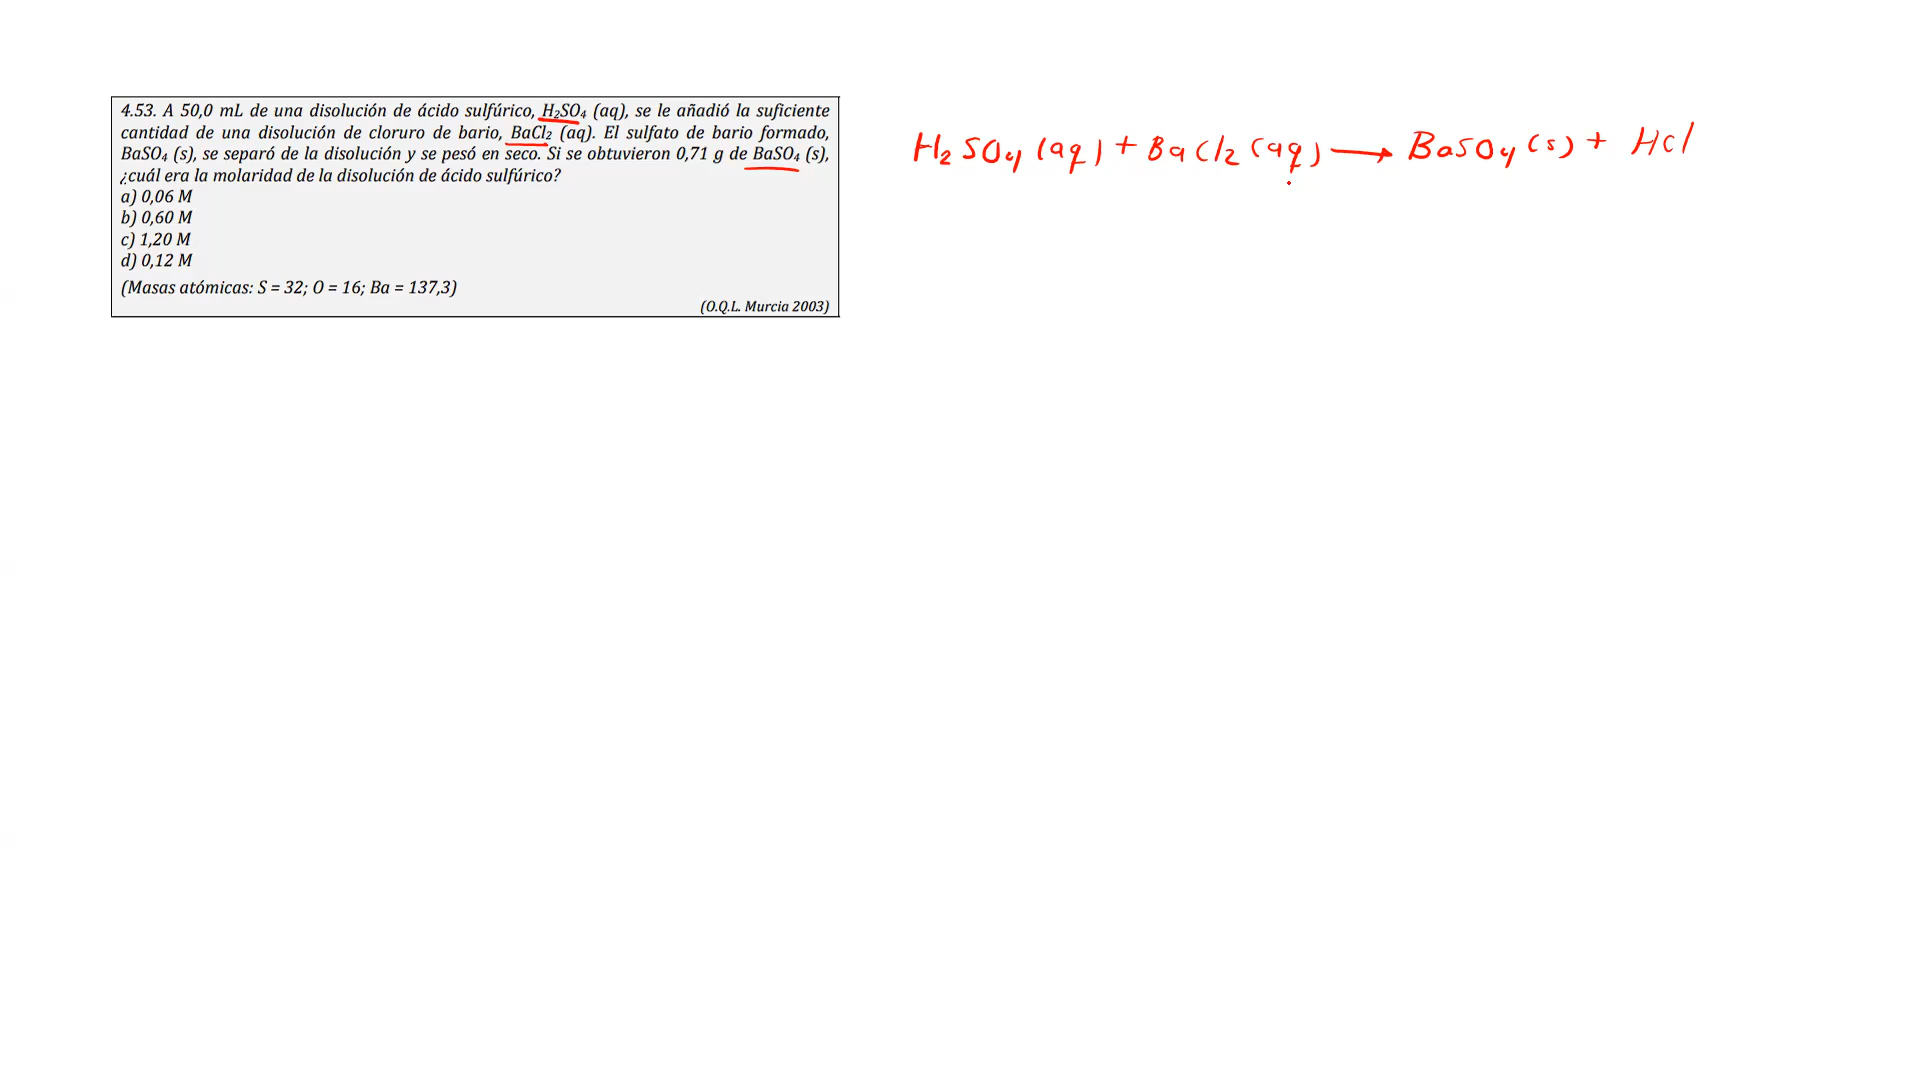 4.53. A 50,0 mL de una disolución de ácido sulfúrico, H₂SO₄ (aq), se le añadió la suficiente
cantidad de una disolución de cloruro de bario, BaCl₂ (aq). El sulfato de bario formado,
BaSO₄ (s), se separó de la disolución y se pesó en seco. Si se obtuvieron 0,71 g de BaSO₄ (s),
¿cuál era la molaridad de la disolución de ácido sulfúrico?
a) 0,06 M
b) 0,60 M
c) 1,20 M
d) 0,12 M
(Masas atómicas: S = 32; O = 16; Ba = 137,3)
(O.Q.L. Murcia 2003)
H₂SO₄ (aq) + BaCl₂ (aq) ⟶ BaSO₄ (s) + HCl